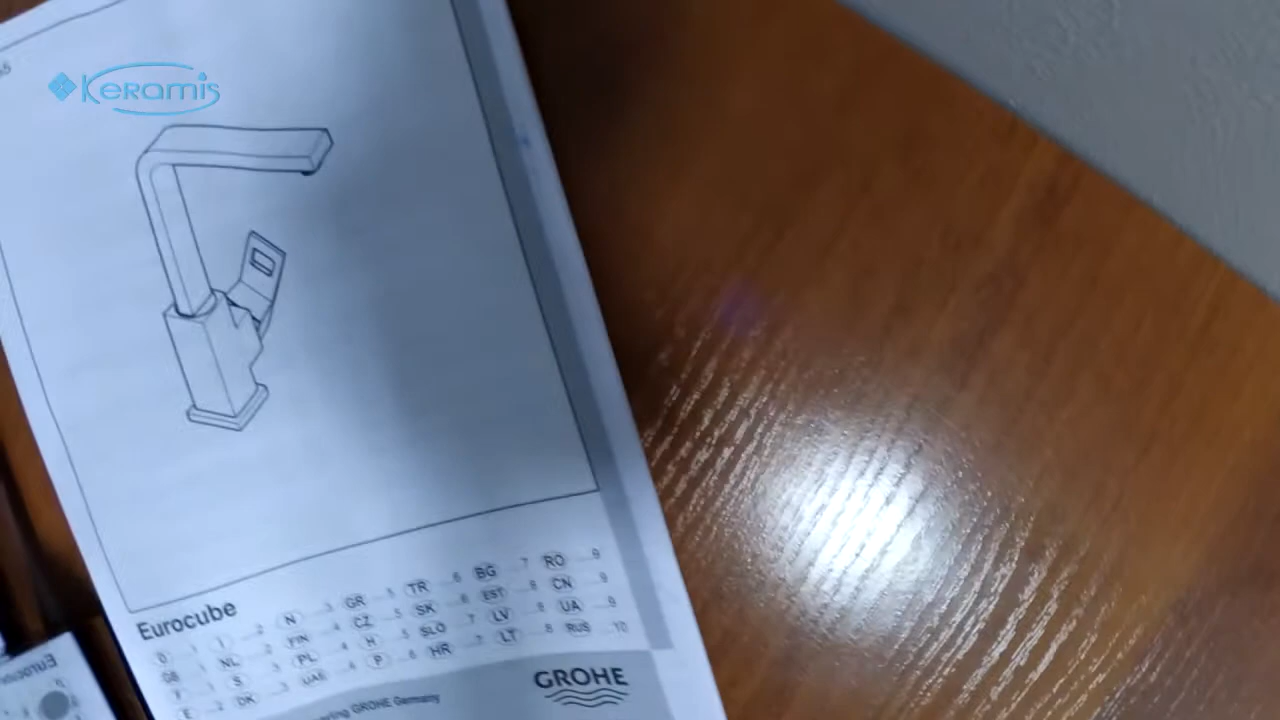 Keramis
Eurocube
D 1 I 2 N 3 GR 5 TR 6 BG 7 RO 9
GB 1 NL 2 FIN 4 CZ 5 SK 6 EST 8 CN 9
F 1 S 3 PL 4 H 5 SLO 7 LV 8 UA 9
E 2 DK 3 UAE 4 P 6 HR 7 LT 8 RUS 10
GROHE Germany
GROHE